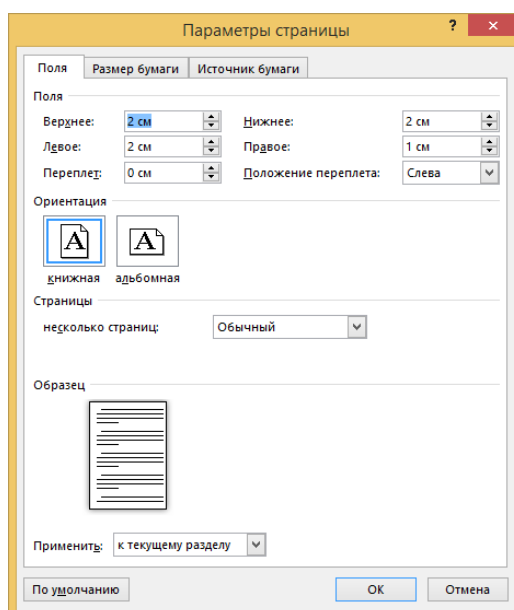 Параметры страницы ? ×
Поля Размер бумаги Источник бумаги
Поля
Верхнее: 2 см Нижнее: 2 см
Левое: 2 см Правое: 1 см
Переплет: 0 см Положение переплета: Слева
Ориентация
A A
книжная альбомная
Страницы
несколько страниц: Обычный
Образец
Применить: к текущему разделу
По умолчанию ОК Отмена